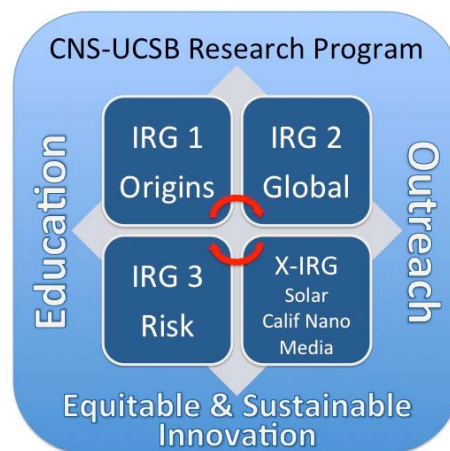 CNS-UCSB Research Program
Education
IRG 1
Origins
IRG 2
Global
Outreach
IRG 3
Risk
X-IRG
Solar
Calif Nano
Media
Equitable & Sustainable
Innovation